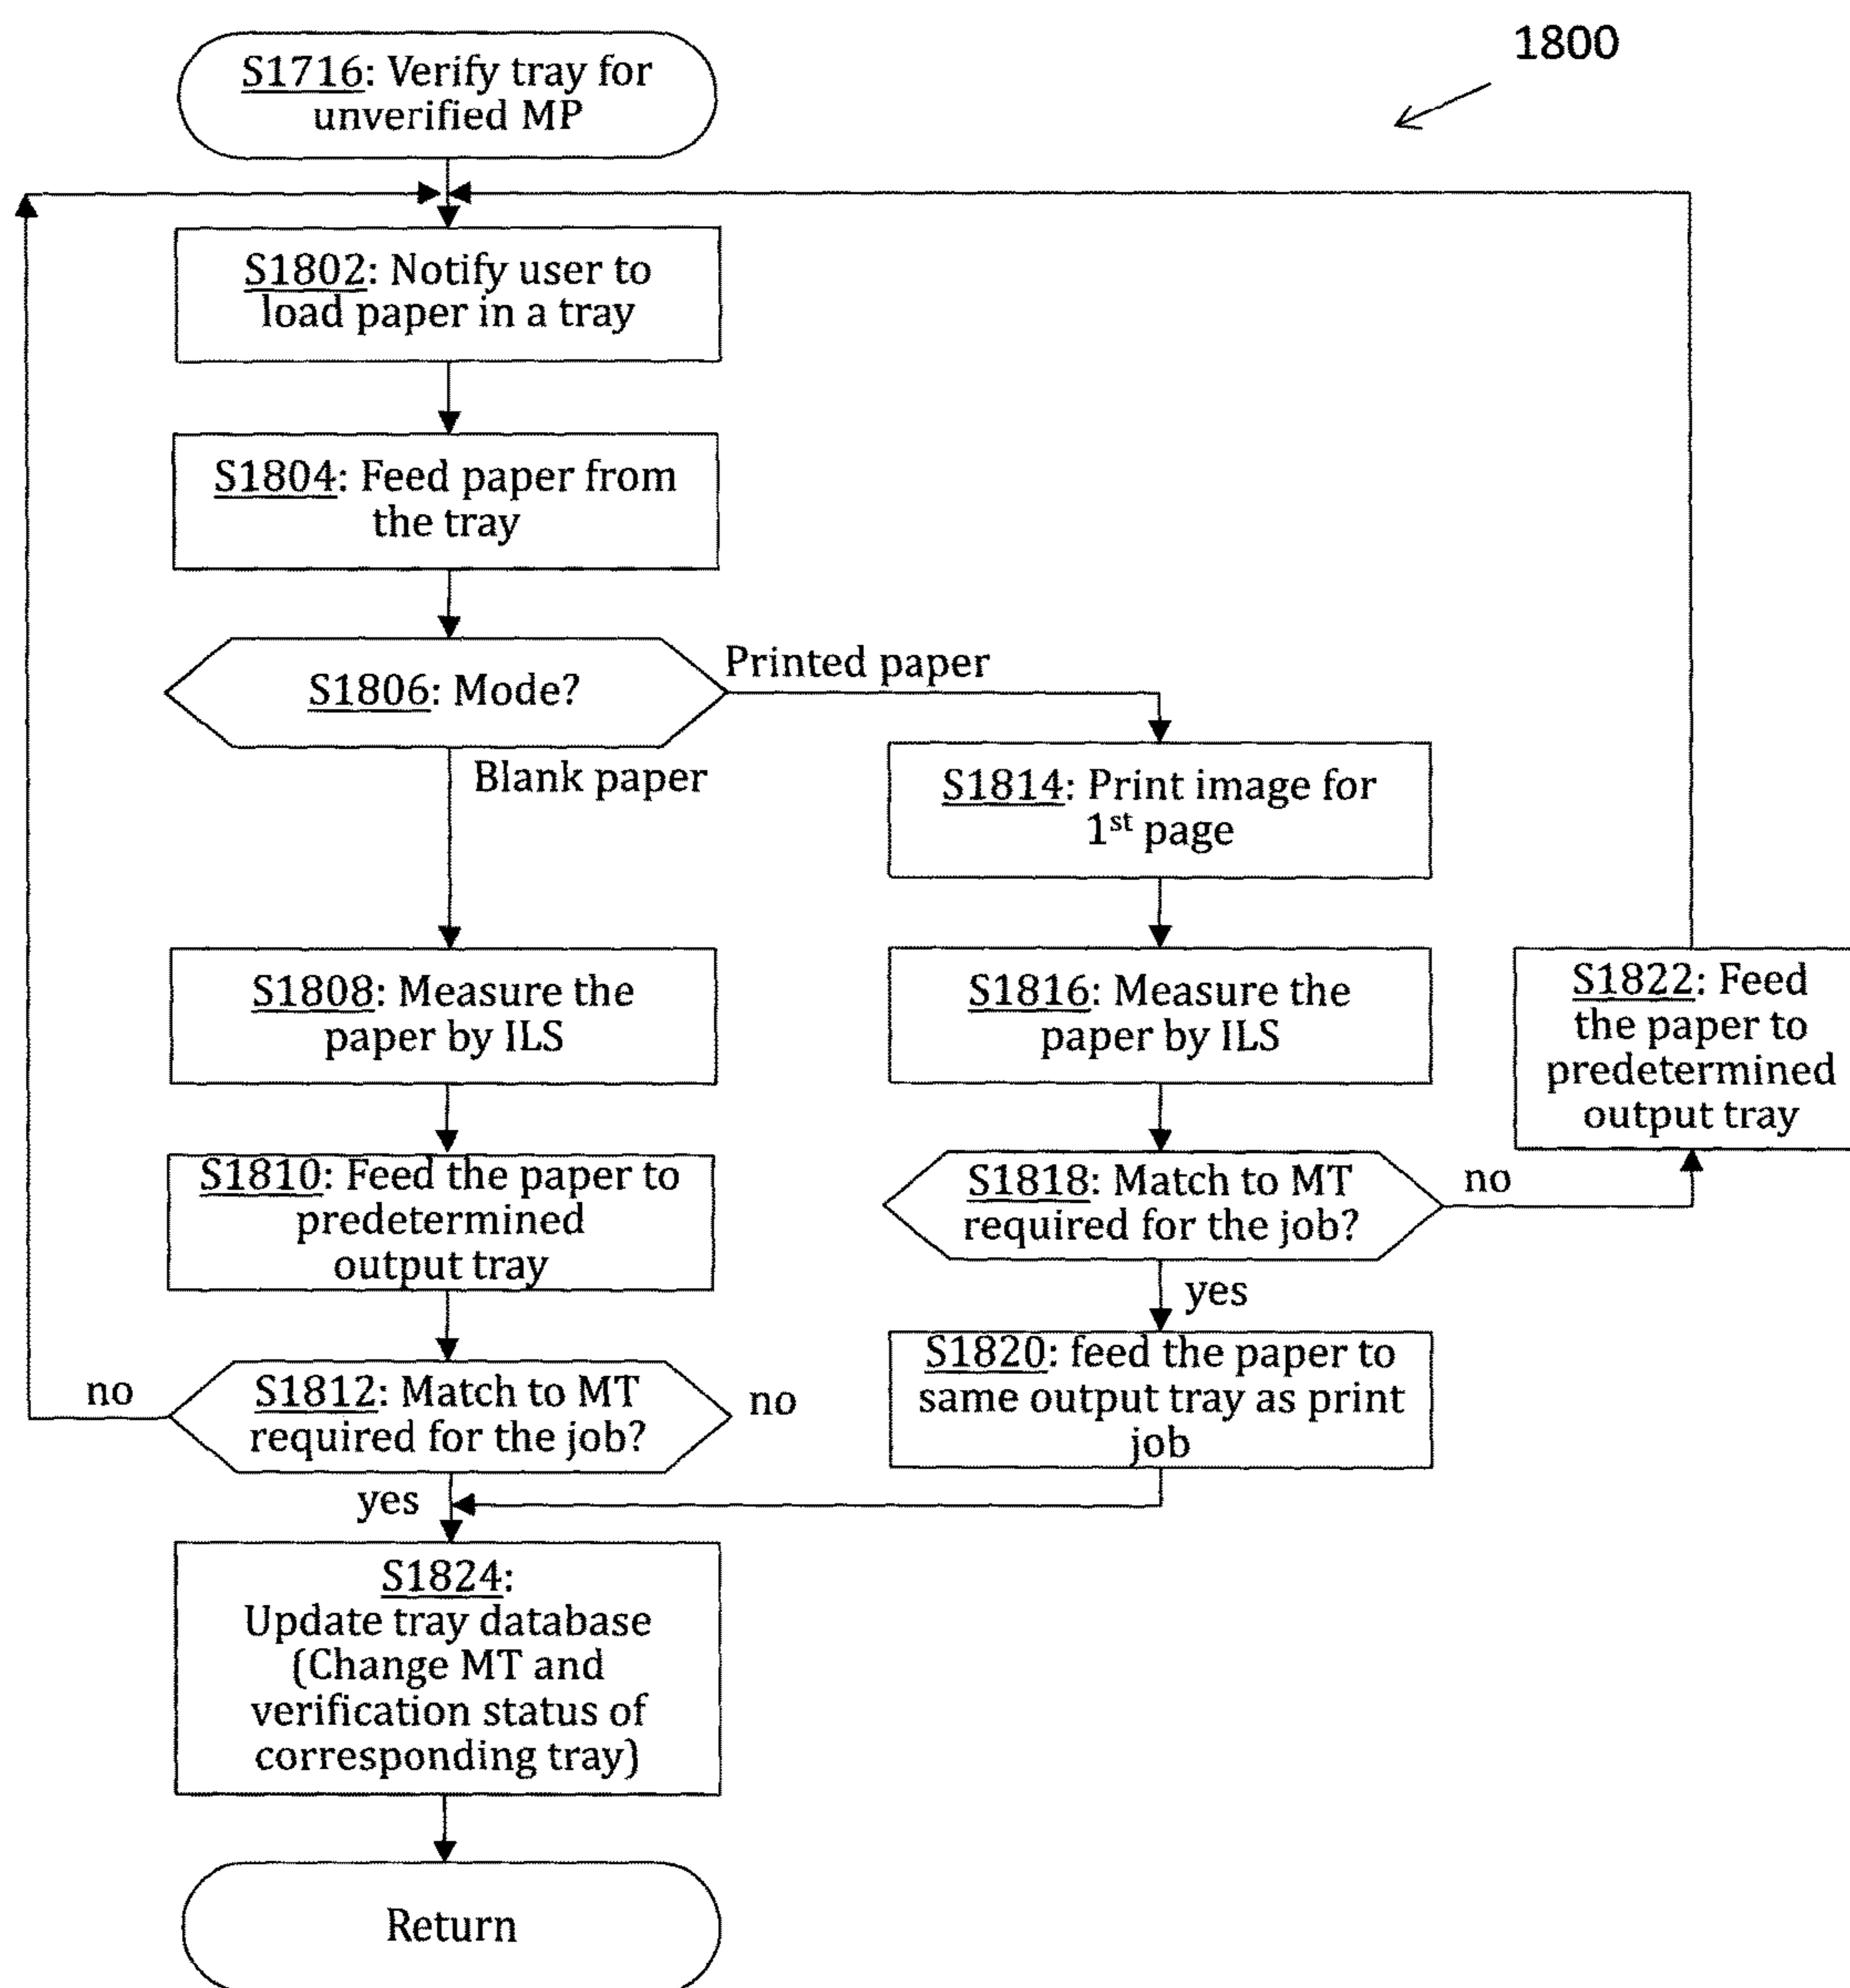 1800
S1716: Verify tray for
unverified MP
S1802: Notify user to
load paper in a tray
S1804: Feed paper from
the tray
S1806: Mode?
Printed paper
Blank paper
S1814: Print image for
1st page
S1808: Measure the
paper by ILS
S1816: Measure the
paper by ILS
S1822: Feed
the paper to
predetermined
output tray
S1810: Feed the paper to
predetermined
output tray
S1818: Match to MT
required for the job?
no
yes
S1812: Match to MT
required for the job?
no
no
yes
S1820: feed the paper to
same output tray as print
job
S1824:
Update tray database
(Change MT and
verification status of
corresponding tray)
Return